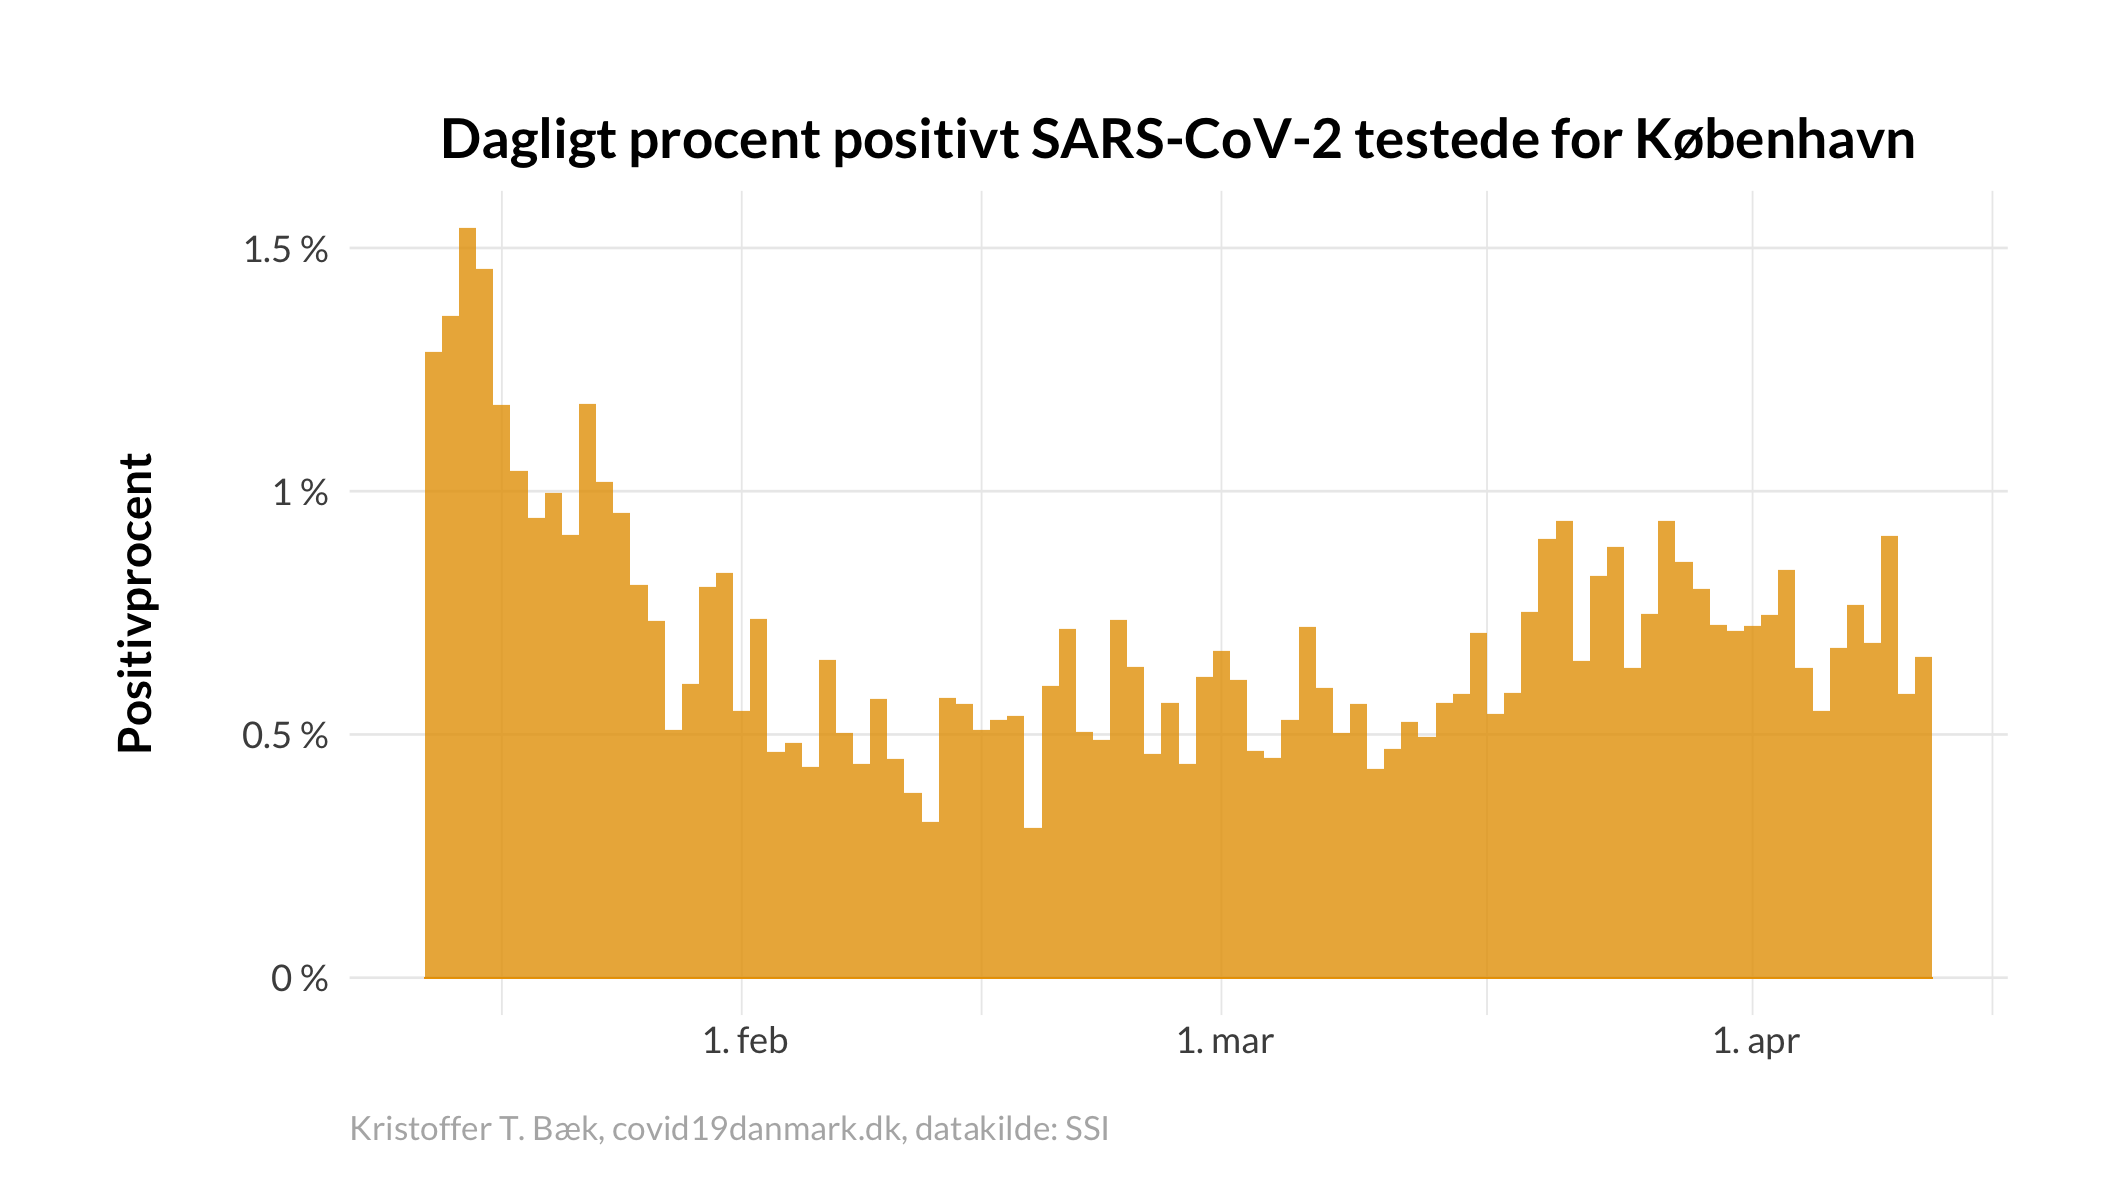 Dagligt procent positivt SARS-CoV-2 testede for København
Positivprocent
1.5 %
1 %
0.5 %
0 %
1. feb
1. mar
1. apr
Kristoffer T. Bæk, covid19danmark.dk, datakilde: SSI